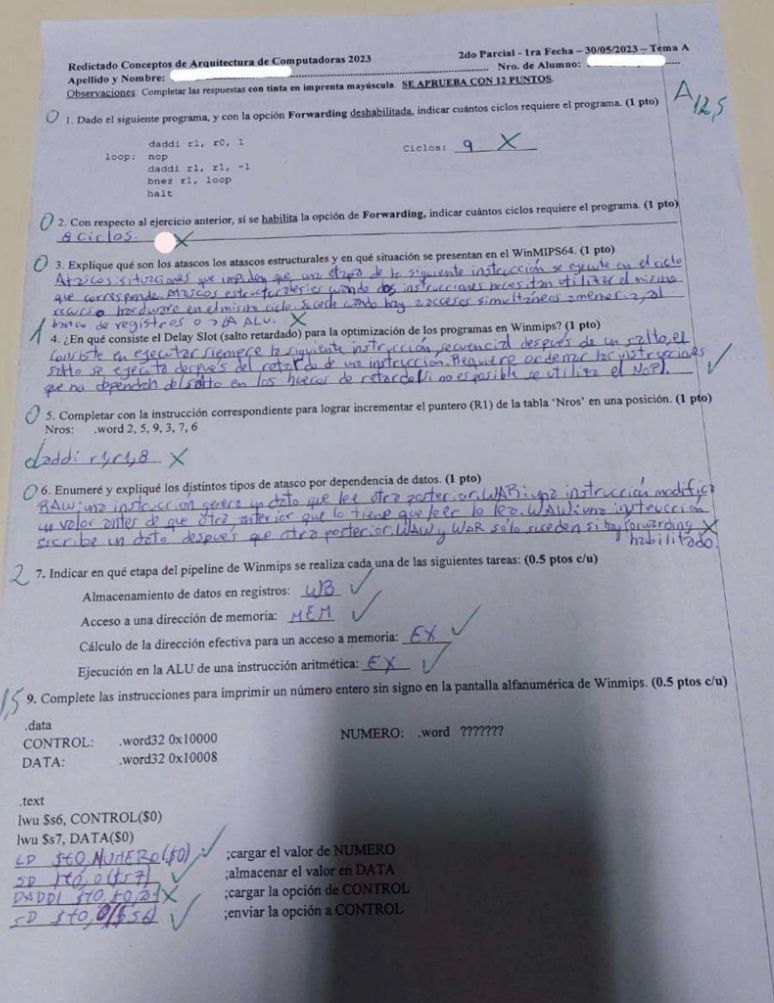 Redictado Conceptos de Arquitectura de Computadoras 2023
2do Parcial - 1ra Fecha - 30/05/2023 - Tema A
Apellido y Nombre:
Nro. de Alumno:
Observaciones: Completar las respuestas con tinta en imprenta mayúscula. SE APRUEBA CON 12 PUNTOS.
A 12,5
0 1. Dado el siguiente programa, y con la opción Forwarding deshabilitada, indicar cuántos ciclos requiere el programa. (1 pto)
daddi r1, r0, 1
loop: nop
Ciclos: 9 X
daddi r1, r1, -1
bnez r1, loop
halt
0 2. Con respecto al ejercicio anterior, si se habilita la opción de Forwarding, indicar cuántos ciclos requiere el programa. (1 pto)
8 ciclos. X
0 3. Explique qué son los atascos los atascos estructurales y en qué situación se presentan en el WinMIPS64. (1 pto)
Atascos: situaciones que impiden que una etapa de la siguiente instrucción se ejecute en el ciclo
que corresponde. Atascos estructurales: es cuando dos instrucciones necesitan utilizar el mismo
recurso hardware en el mismo ciclo. Sucede cuando hay 2 accesos simultáneos a memoria, al
banco de registros o a la ALU. X
1 4. ¿En qué consiste el Delay Slot (salto retardado) para la optimización de los programas en Winmips? (1 pto)
Consiste en ejecutar siempre la siguiente instrucción secuencial después de un salto, el
salto se ejecuta después del retardo de una instrucción. Requiere ordenar las instrucciones
que no dependen del salto en los huecos de retardo (si no es posible se utiliza el NOP).
0 5. Completar con la instrucción correspondiente para lograr incrementar el puntero (R1) de la tabla 'Nros' en una posición. (1 pto)
Nros: .word 2, 5, 9, 3, 7, 6
daddi r1,r1,8 X
0 6. Enumeré y expliqué los distintos tipos de atasco por dependencia de datos. (1 pto)
RAW: una instrucción genera un dato que lee otra posterior. WAR: una instrucción modifica
un valor antes de que otra anterior que lo tiene que leer lo lea. WAW: una instrucción
escribe un dato después que otra posterior. WAW y WAR sólo suceden si hay forwarding X
habilitado.
2 7. Indicar en qué etapa del pipeline de Winmips se realiza cada una de las siguientes tareas: (0.5 ptos c/u)
Almacenamiento de datos en registros: WB
Acceso a una dirección de memoria: MEM
Cálculo de la dirección efectiva para un acceso a memoria: EX
Ejecución en la ALU de una instrucción aritmética: EX
1,5 9. Complete las instrucciones para imprimir un número entero sin signo en la pantalla alfanumérica de Winmips. (0.5 ptos c/u)
.data
CONTROL: .word32 0x10000
NUMERO: .word ???????
DATA: .word32 0x10008
.text
lwu $s6, CONTROL($0)
lwu $s7, DATA($0)
LD $t0, NUMERO($0) ;cargar el valor de NUMERO
SD $t0, 0($s7) ;almacenar el valor en DATA
DADDI $t0, $0, X ;cargar la opción de CONTROL
SD $t0, 0($s6) ;enviar la opción a CONTROL